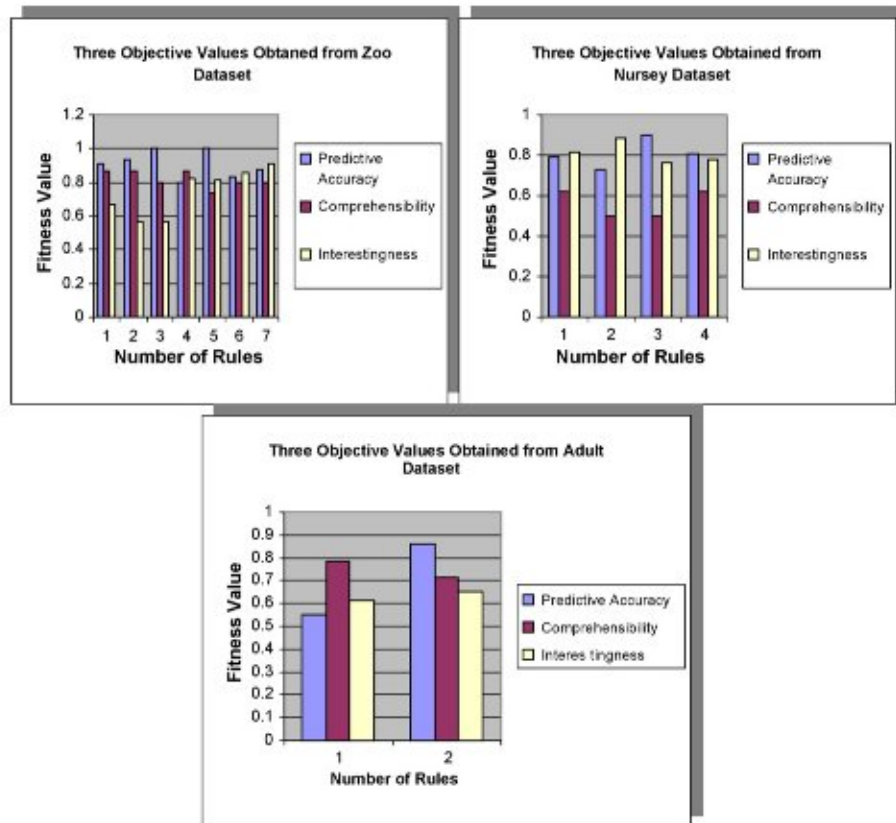 Three Objective Values Obtaned from Zoo
Dataset
Fitness Value
1.2
1
0.8
0.6
0.4
0.2
0
1 2 3 4 5 6 7
Number of Rules
Predictive
Accuracy
Comprehensibility
Interestingness
Three Objective Values Obtained from
Nursey Dataset
Fitness Value
1
0.8
0.6
0.4
0.2
0
1 2 3 4
Number of Rules
Predictive
Accuracy
Comprehensibility
Interestingness
Three Objective Values Obtained from Adult
Dataset
Fitness Value
1
0.9
0.8
0.7
0.6
0.5
0.4
0.3
0.2
0.1
0
1 2
Number of Rules
Predictive Accuracy
Comprehensibility
Interes tingness